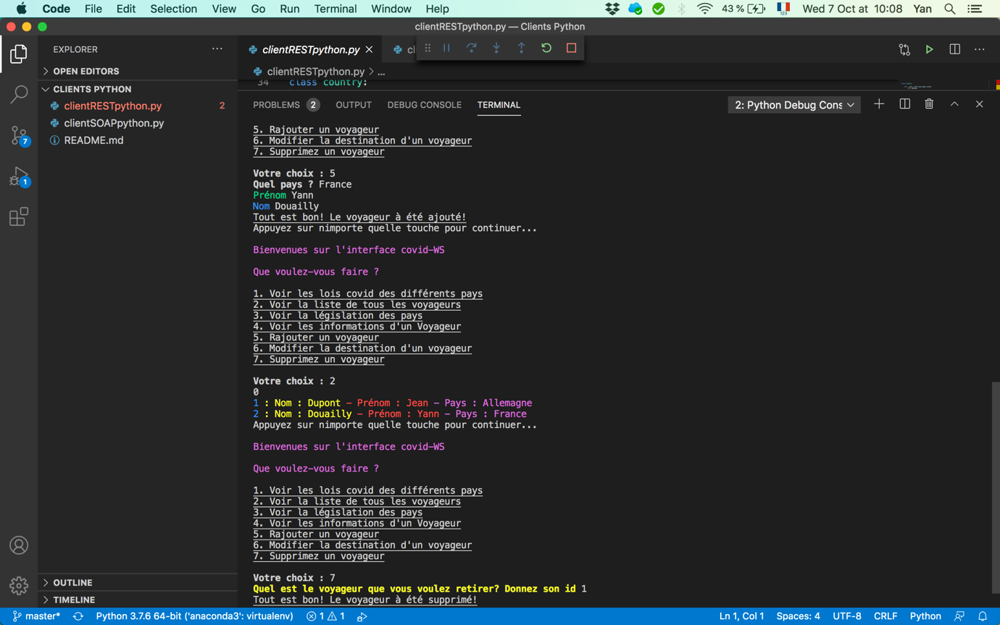 Code File Edit Selection View Go Run Terminal Window Help 43 % 123 Wed 7 Oct at 10:08 Yan
clientRESTpython.py — Clients Python
EXPLORER
clientRESTpython.py
cl
OPEN EDITORS
clientRESTpython.py > ...
34 class country:
CLIENTS PYTHON
clientRESTpython.py 2
clientSOAPpython.py
README.md
PROBLEMS 2 OUTPUT DEBUG CONSOLE TERMINAL 2: Python Debug Cons
5. Rajouter un voyageur
6. Modifier la destination d'un voyageur
7. Supprimez un voyageur
Votre choix : 5
Quel pays ? France
Prénom Yann
Nom Douailly
Tout est bon! Le voyageur à été ajouté!
Appuyez sur nimporte quelle touche pour continuer...
Bienvenues sur l'interface covid-WS
Que voulez-vous faire ?
1. Voir les lois covid des différents pays
2. Voir la liste de tous les voyageurs
3. Voir la législation des pays
4. Voir les informations d'un Voyageur
5. Rajouter un voyageur
6. Modifier la destination d'un voyageur
7. Supprimez un voyageur
Votre choix : 2
0
1 : Nom : Dupont - Prénom : Jean - Pays : Allemagne
2 : Nom : Douailly - Prénom : Yann - Pays : France
Appuyez sur nimporte quelle touche pour continuer...
Bienvenues sur l'interface covid-WS
Que voulez-vous faire ?
1. Voir les lois covid des différents pays
2. Voir la liste de tous les voyageurs
3. Voir la législation des pays
4. Voir les informations d'un Voyageur
5. Rajouter un voyageur
6. Modifier la destination d'un voyageur
7. Supprimez un voyageur
Votre choix : 7
Quel est le voyageur que vous voulez retirer? Donnez son id 1
Tout est bon! Le voyageur à été supprimé!
7
1
OUTLINE
TIMELINE
master* Python 3.7.6 64-bit ('anaconda3': virtualenv) 1 1 Ln 1, Col 1 Spaces: 4 UTF-8 CRLF Python